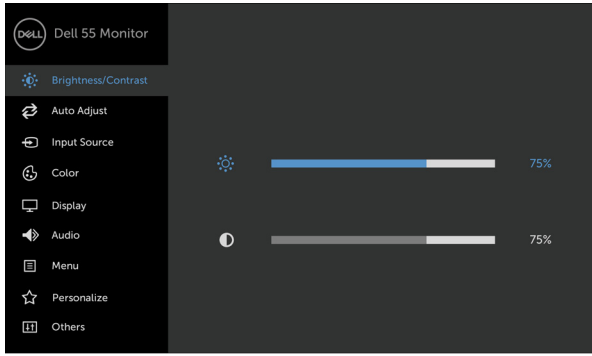 DELL Dell 55 Monitor
Brightness/Contrast
Auto Adjust
Input Source
Color
75%
Display
Audio
75%
Menu
Personalize
Others